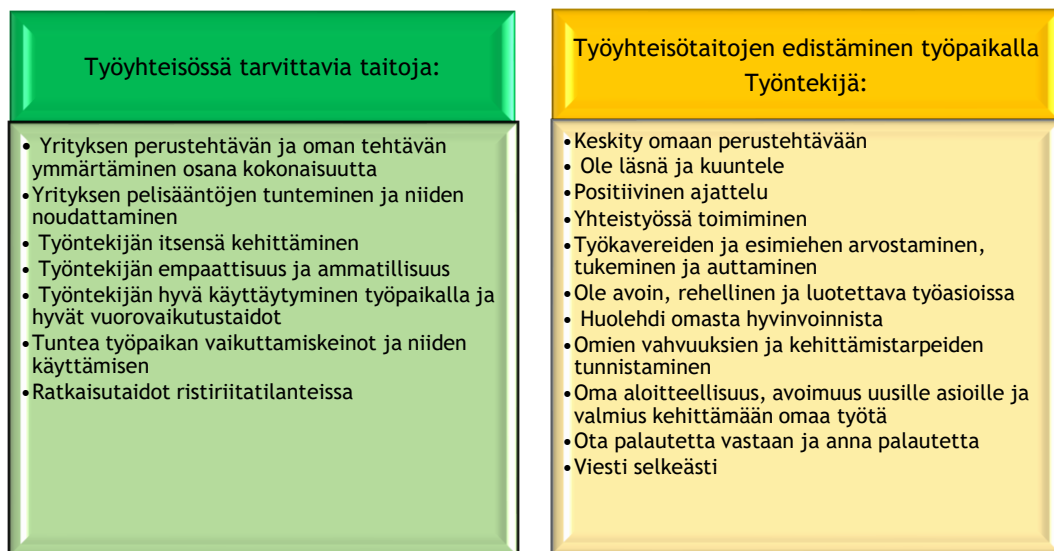 Työyhteisössä tarvittavia taitoja:
• Yrityksen perustehtävän ja oman tehtävän
ymmärtäminen osana kokonaisuutta
• Yrityksen pelisääntöjen tunteminen ja niiden
noudattaminen
• Työntekijän itsensä kehittäminen
• Työntekijän empaattisuus ja ammatillisuus
• Työntekijän hyvä käyttäytyminen työpaikalla ja
hyvät vuorovaikutustaidot
• Tuntea työpaikan vaikuttamiskeinot ja niiden
käyttämisen
• Ratkaisutaidot ristiriitatilanteissa
Työyhteisötaitojen edistäminen työpaikalla
Työntekijä:
• Keskity omaan perustehtävään
• Ole läsnä ja kuuntele
• Positiivinen ajattelu
• Yhteistyössä toimiminen
• Työkavereiden ja esimiehen arvostaminen,
tukeminen ja auttaminen
• Ole avoin, rehellinen ja luotettava työasioissa
• Huolehdi omasta hyvinvoinnista
• Omien vahvuuksien ja kehittämistarpeiden
tunnistaminen
• Oma aloitteellisuus, avoimuus uusille asioille ja
valmius kehittämään omaa työtä
• Ota palautetta vastaan ja anna palautetta
• Viesti selkeästi